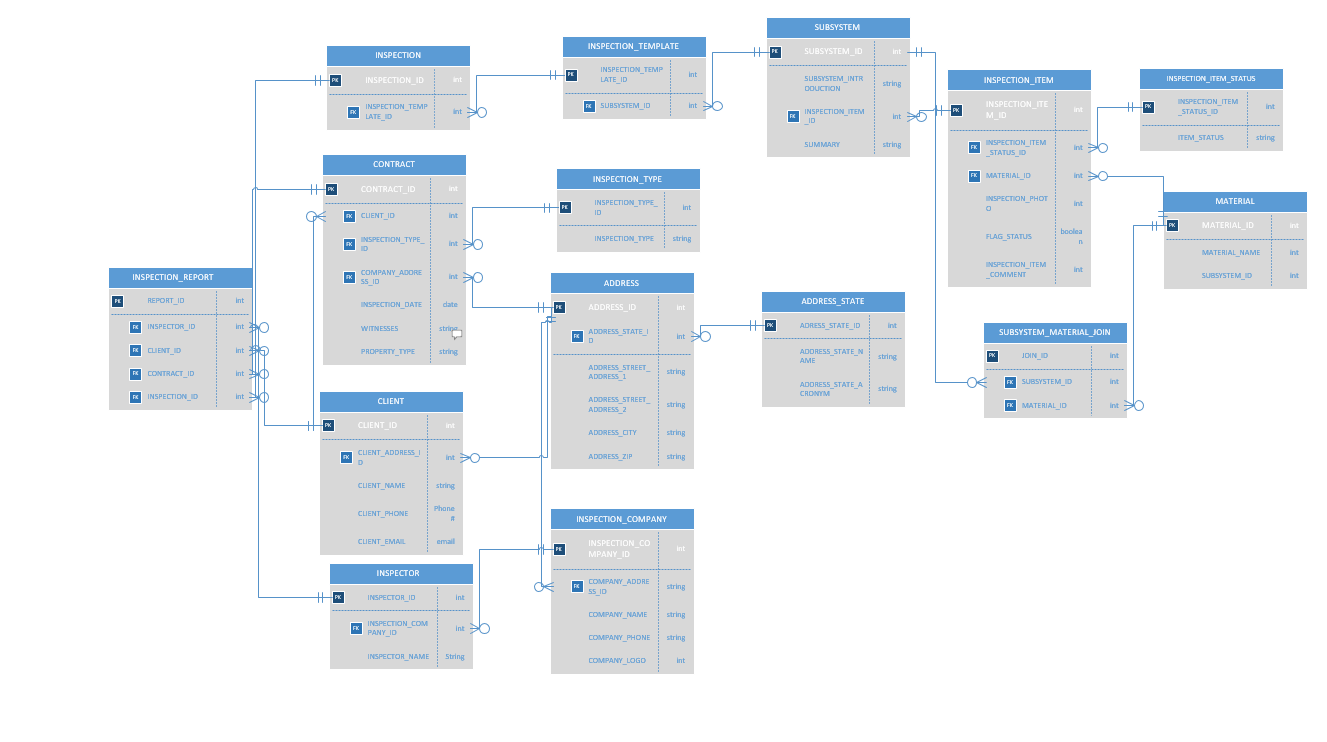 SUBSYSTEM
PK SUBSYSTEM_ID int
SUBSYSTEM_INTR
ODUCTION string
FK INSPECTION_ITEM
_ID int
SUMMARY string
INSPECTION_TEMPLATE
PK INSPECTION_TEMP
LATE_ID int
FK SUBSYSTEM_ID int
INSPECTION
PK INSPECTION_ID int
FK INSPECTION_TEMP
LATE_ID int
INSPECTION_ITEM
PK INSPECTION_ITE
M_ID int
FK INSPECTION_ITEM
_STATUS_ID int
FK MATERIAL_ID int
INSPECTION_PHOT
O int
FLAG_STATUS boolea
n
INSPECTION_ITEM
_COMMENT int
INSPECTION_ITEM_STATUS
PK INSPECTION_ITEM
_STATUS_ID int
ITEM_STATUS string
CONTRACT
PK CONTRACT_ID int
FK CLIENT_ID int
FK INSPECTION_TYPE_
ID int
FK COMPANY_ADDRE
SS_ID int
INSPECTION_DATE date
WITNESSES string
PROPERTY_TYPE string
INSPECTION_TYPE
PK INSPECTION_TYPE_
ID int
INSPECTION_TYPE string
MATERIAL
PK MATERIAL_ID int
MATERIAL_NAME int
SUBSYSTEM_ID int
INSPECTION_REPORT
PK REPORT_ID int
FK INSPECTOR_ID int
FK CLIENT_ID int
FK CONTRACT_ID int
FK INSPECTION_ID int
ADDRESS
PK ADDRESS_ID int
FK ADDRESS_STATE_I
D int
ADDRESS_STREET_
ADDRESS_1 string
ADDRESS_STREET_
ADDRESS_2 string
ADDRESS_CITY string
ADDRESS_ZIP string
ADDRESS_STATE
PK ADRESS_STATE_ID int
ADDRESS_STATE_N
AME string
ADDRESS_STATE_A
CRONYM string
SUBSYSTEM_MATERIAL_JOIN
PK JOIN_ID int
FK SUBSYSTEM_ID int
FK MATERIAL_ID int
CLIENT
PK CLIENT_ID int
FK CLIENT_ADDRESS_I
D int
CLIENT_NAME string
CLIENT_PHONE Phone
#
CLIENT_EMAIL email
INSPECTION_COMPANY
PK INSPECTION_CO
MPANY_ID int
FK COMPANY_ADDRE
SS_ID string
COMPANY_NAME string
COMPANY_PHONE string
COMPANY_LOGO int
INSPECTOR
PK INSPECTOR_ID int
FK INSPECTION_COM
PANY_ID int
INSPECTOR_NAME String